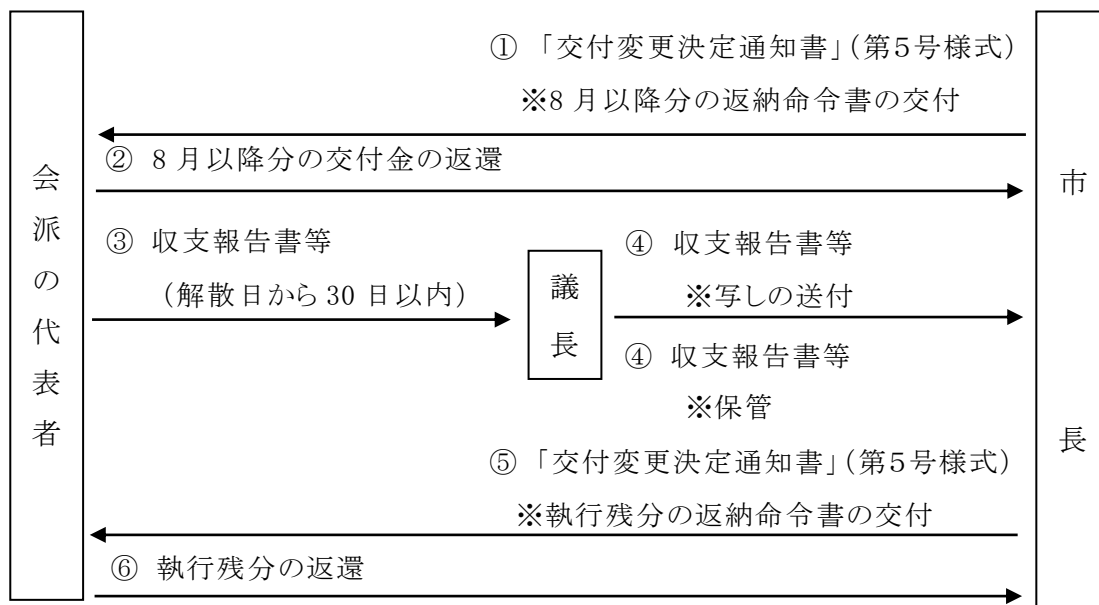 ①「交付変更決定通知書」（第5号様式）
※8月以降分の返納命令書の交付
② 8月以降分の交付金の返還
会派の代表者
市長
③ 収支報告書等
（解散日から30日以内）
議長
④ 収支報告書等
※写しの送付
④ 収支報告書等
※保管
⑤「交付変更決定通知書」（第5号様式）
※執行残分の返納命令書の交付
⑥ 執行残分の返還